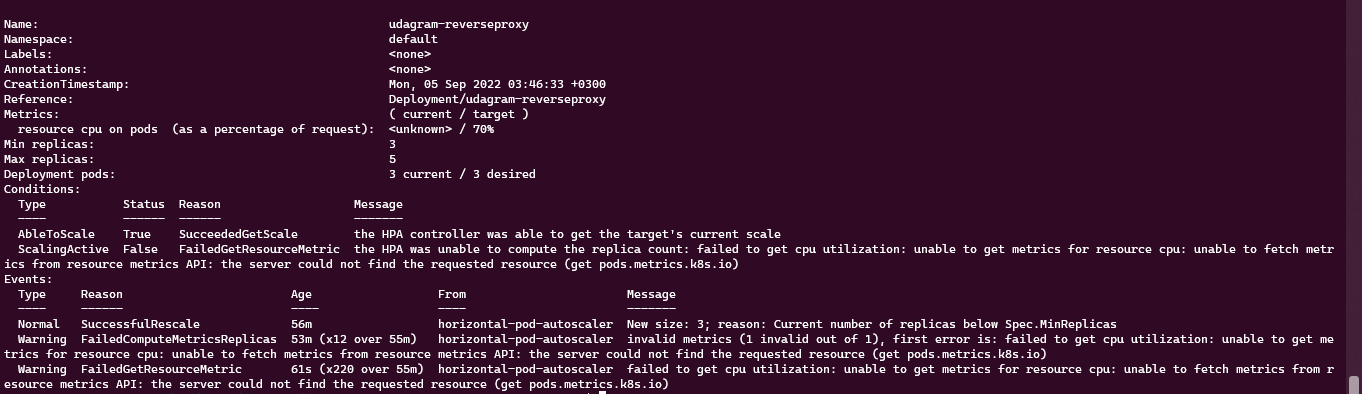 Name:                                                  udagram-reverseproxy
Namespace:                                             default
Labels:                                                <none>
Annotations:                                           <none>
CreationTimestamp:                                     Mon, 05 Sep 2022 03:46:33 +0300
Reference:                                             Deployment/udagram-reverseproxy
Metrics:                                               ( current / target )
  resource cpu on pods  (as a percentage of request):  <unknown> / 70%
Min replicas:                                          3
Max replicas:                                          5
Deployment pods:                                       3 current / 3 desired
Conditions:
  Type           Status  Reason                   Message
  ----           ------  ------                   -------
  AbleToScale    True    SucceededGetScale        the HPA controller was able to get the target's current scale
  ScalingActive  False   FailedGetResourceMetric  the HPA was unable to compute the replica count: failed to get cpu utilization: unable to get metrics for resource cpu: unable to fetch metr
ics from resource metrics API: the server could not find the requested resource (get pods.metrics.k8s.io)
Events:
  Type     Reason                        Age                  From                       Message
  ----     ------                        ----                 ----                       -------
  Normal   SuccessfulRescale             56m                  horizontal-pod-autoscaler  New size: 3; reason: Current number of replicas below Spec.MinReplicas
  Warning  FailedComputeMetricsReplicas  53m (x12 over 55m)   horizontal-pod-autoscaler  invalid metrics (1 invalid out of 1), first error is: failed to get cpu utilization: unable to get me
trics for resource cpu: unable to fetch metrics from resource metrics API: the server could not find the requested resource (get pods.metrics.k8s.io)
  Warning  FailedGetResourceMetric       61s (x220 over 55m)  horizontal-pod-autoscaler  failed to get cpu utilization: unable to get metrics for resource cpu: unable to fetch metrics from r
esource metrics API: the server could not find the requested resource (get pods.metrics.k8s.io)